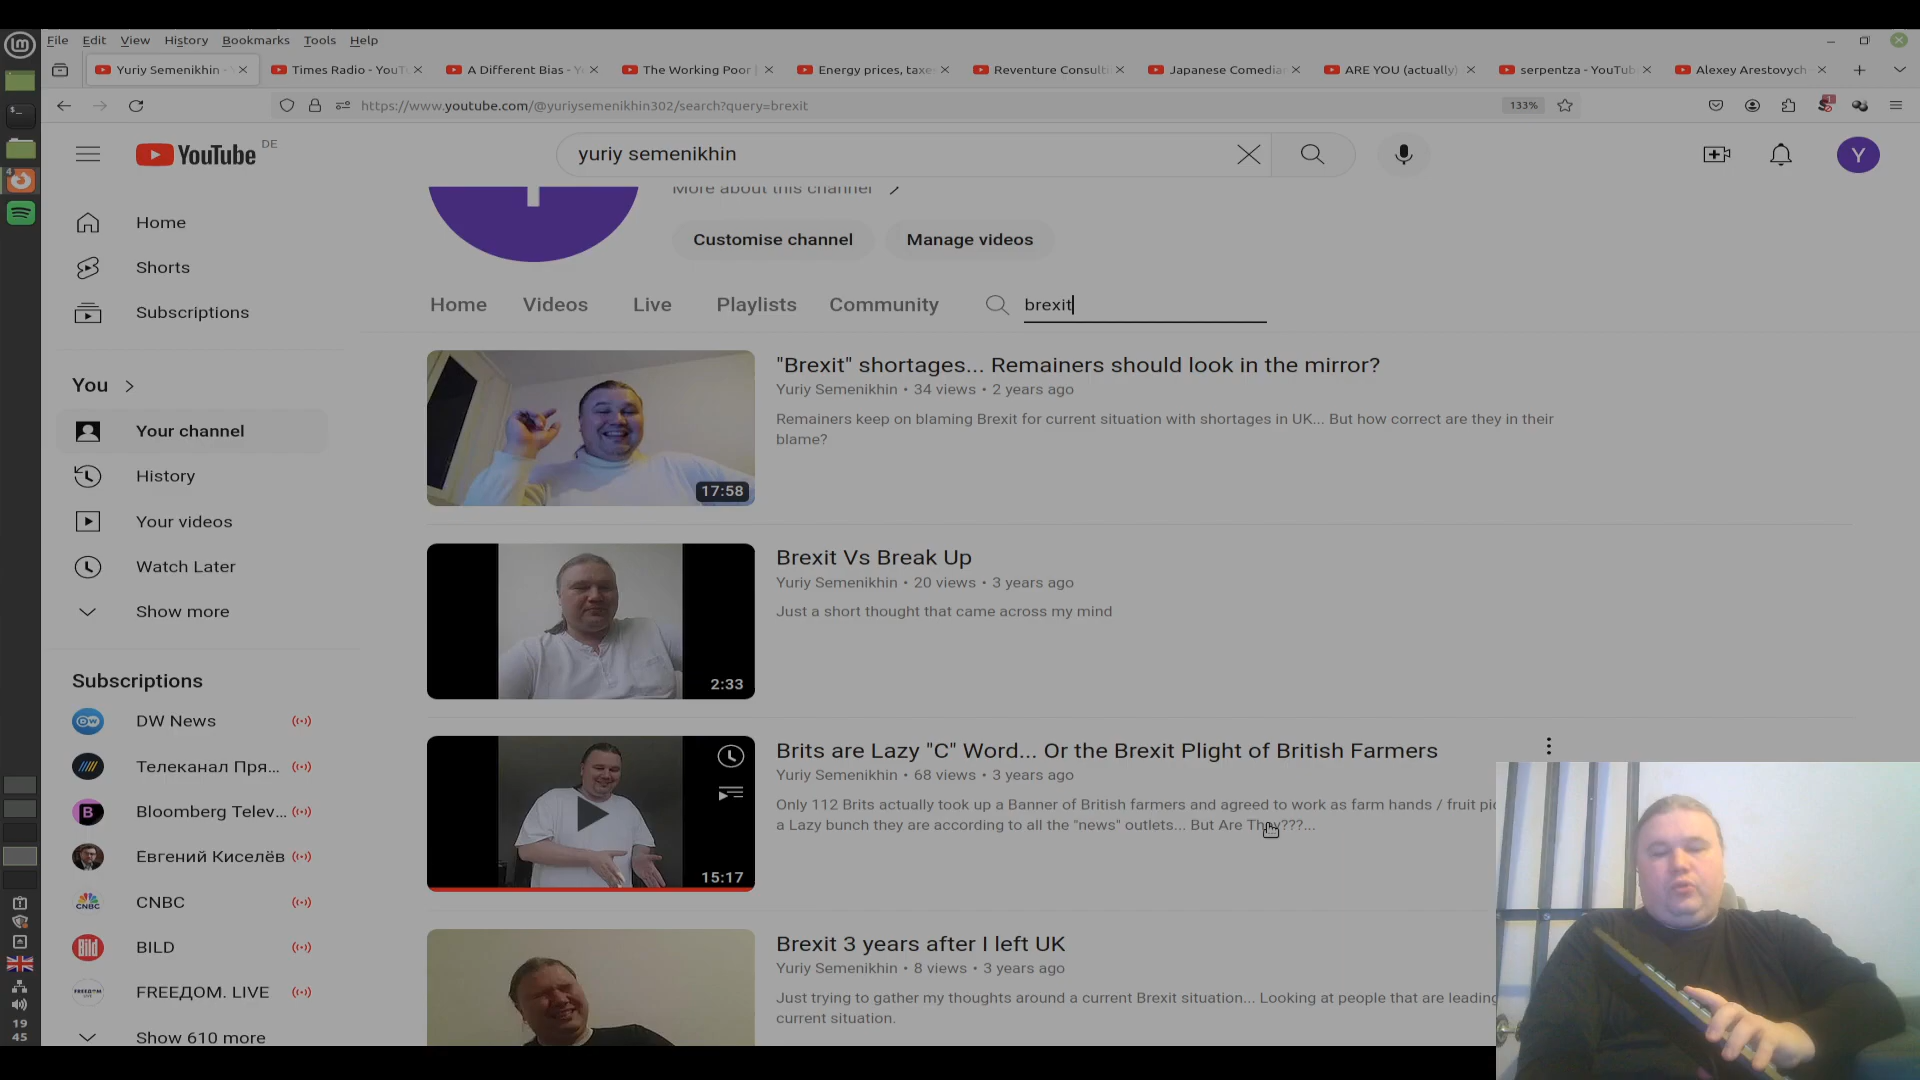 File Edit View History Bookmarks Tools Help
Yuriy Semenikhin - Times Radio - YouT A Different Bias - Y The Working Poor | Energy prices, taxe Reventure Consult Japanese Comedia ARE YOU (actually) serpentza - YouTub Alexey Arestovych
https://www.youtube.com/@yuriysemenikhin302/search?query=brexit 133%
YouTube DE
yuriy semenikhin
Y
More about this channel
Customise channel Manage videos
Home Videos Live Playlists Community brexit
Home
Shorts
Subscriptions
You
Your channel
History
Your videos
Watch Later
Show more
Subscriptions
DW News
Телеканал Пря...
Bloomberg Telev...
Евгений Киселёв
CNBC
BILD
FREEДOM. LIVE
Show 610 more
"Brexit" shortages... Remainers should look in the mirror?
Yuriy Semenikhin • 34 views • 2 years ago
Remainers keep on blaming Brexit for current situation with shortages in UK... But how correct are they in their
blame?
17:58
Brexit Vs Break Up
Yuriy Semenikhin • 20 views • 3 years ago
Just a short thought that came across my mind
2:33
Brits are Lazy "C" Word... Or the Brexit Plight of British Farmers
Yuriy Semenikhin • 68 views • 3 years ago
Only 112 Brits actually took up a Banner of British farmers and agreed to work as farm hands / fruit pic
a Lazy bunch they are according to all the "news" outlets... But Are They???...
15:17
Brexit 3 years after I left UK
Yuriy Semenikhin • 8 views • 3 years ago
Just trying to gather my thoughts around a current Brexit situation... Looking at people that are leading
current situation.
19
45